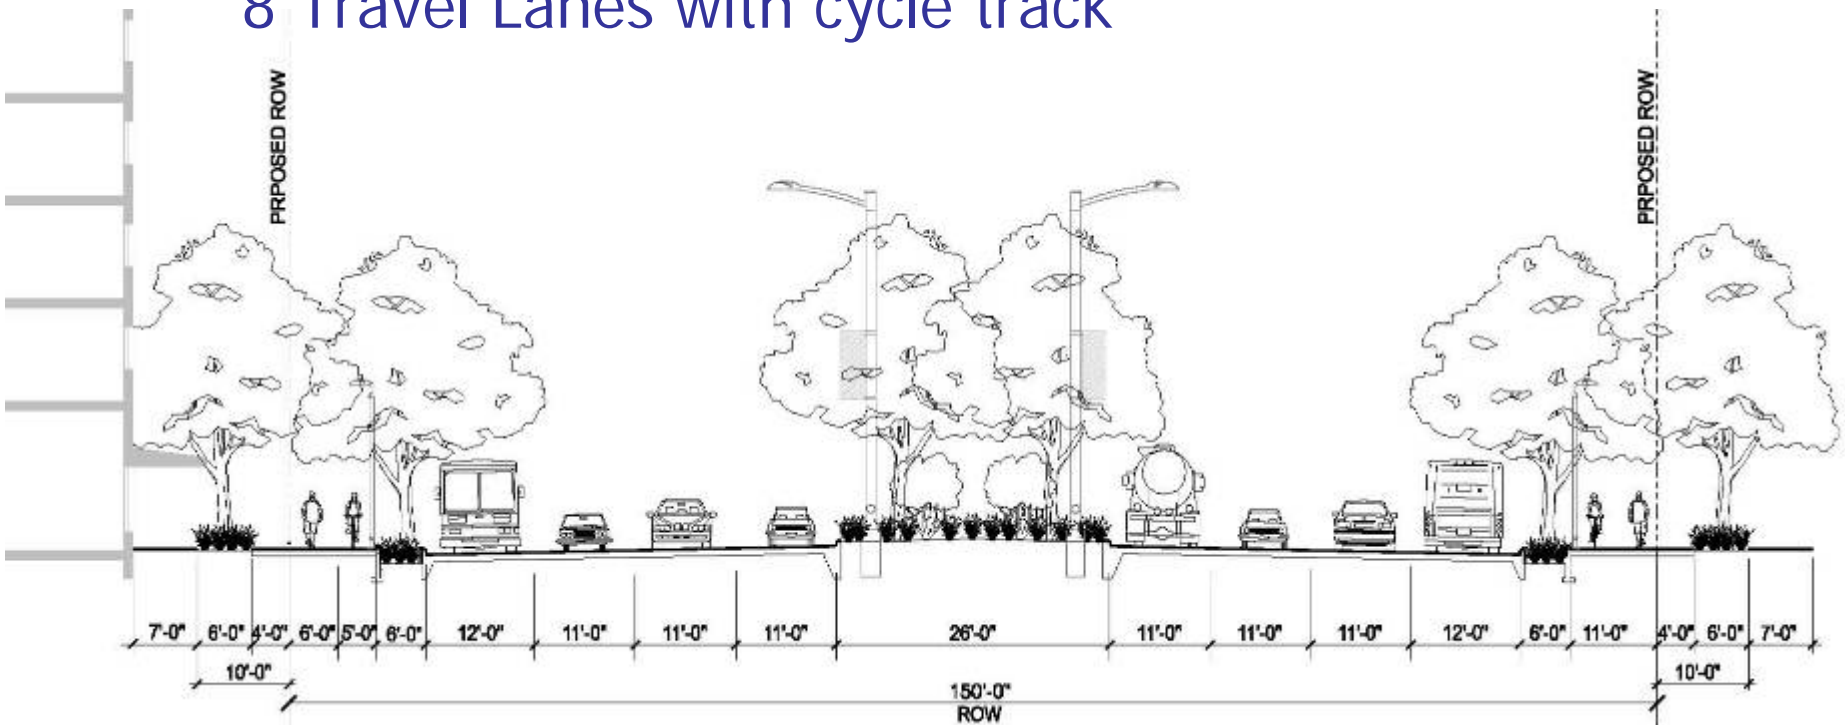 8 Travel Lanes with cycle track
PRPOSED ROW
PRPOSED ROW
7'-0" 6'-0" 4'-0" 6'-0" 5'-0" 6'-0" 12'-0" 11'-0" 11'-0" 11'-0" 26'-0" 11'-0" 11'-0" 11'-0" 12'-0" 6'-0" 11'-0" 4'-0" 6'-0" 7'-0"
10'-0" 10'-0"
150'-0"
ROW